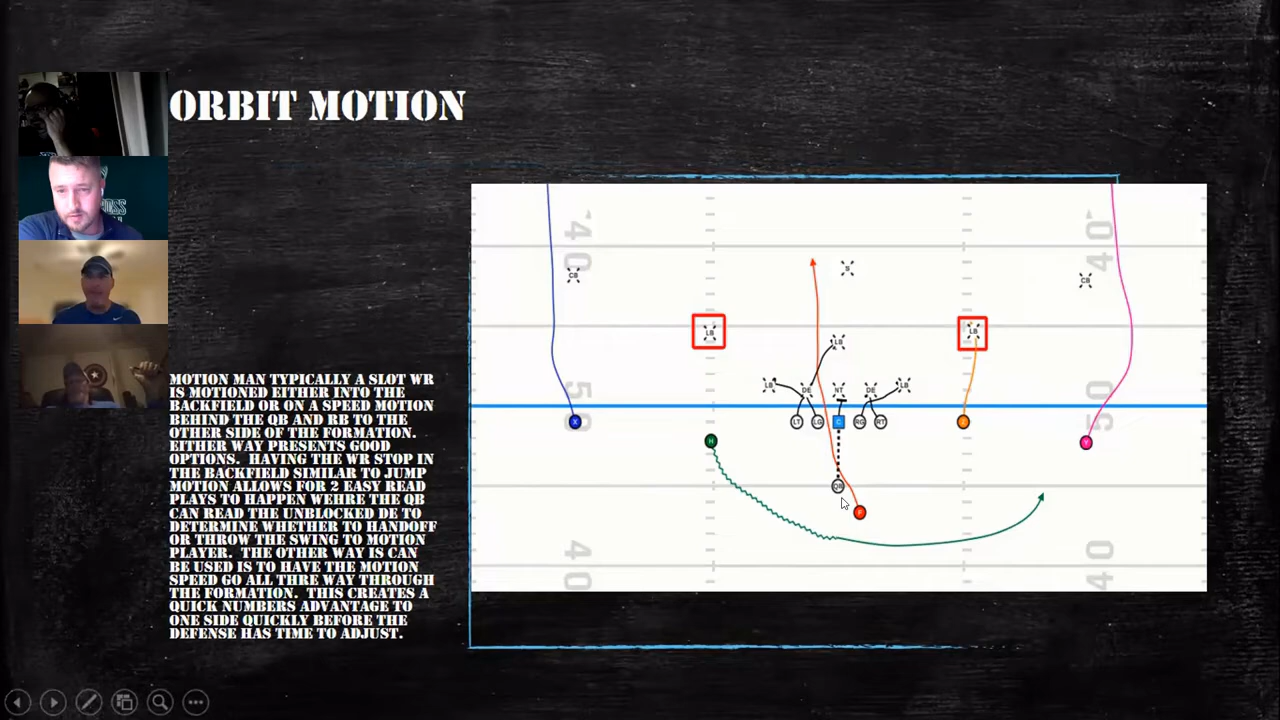 ORBIT MOTION
MOTION MAN TYPICALLY A SLOT WR
IS MOTIONED EITHER INTO THE
BACKFIELD OR ON A SPEED MOTION
BEHIND THE QB AND RB TO THE
OTHER SIDE OF THE FORMATION.
EITHER WAY PRESENTS GOOD
OPTIONS. HAVING THE WR STOP IN
THE BACKFIELD SIMILAR TO JUMP
MOTION ALLOWS FOR 2 EASY READ
PLAYS TO HAPPEN WEHRE THE QB
CAN READ THE UNBLOCKED DE TO
DETERMINE WHETHER TO HANDOFF
OR THROW THE SWING TO MOTION
PLAYER. THE OTHER WAY IS CAN
BE USED IS TO HAVE THE MOTION
SPEED GO ALL THRE WAY THROUGH
THE FORMATION. THIS CREATES A
QUICK NUMBERS ADVANTAGE TO
ONE SIDE QUICKLY BEFORE THE
DEFENSE HAS TIME TO ADJUST.
40 40
CB S CB
LB LB
LB
LB DE NT DE LB
50 50
X LT LG C RG RT
H Y
QB
F
40 40